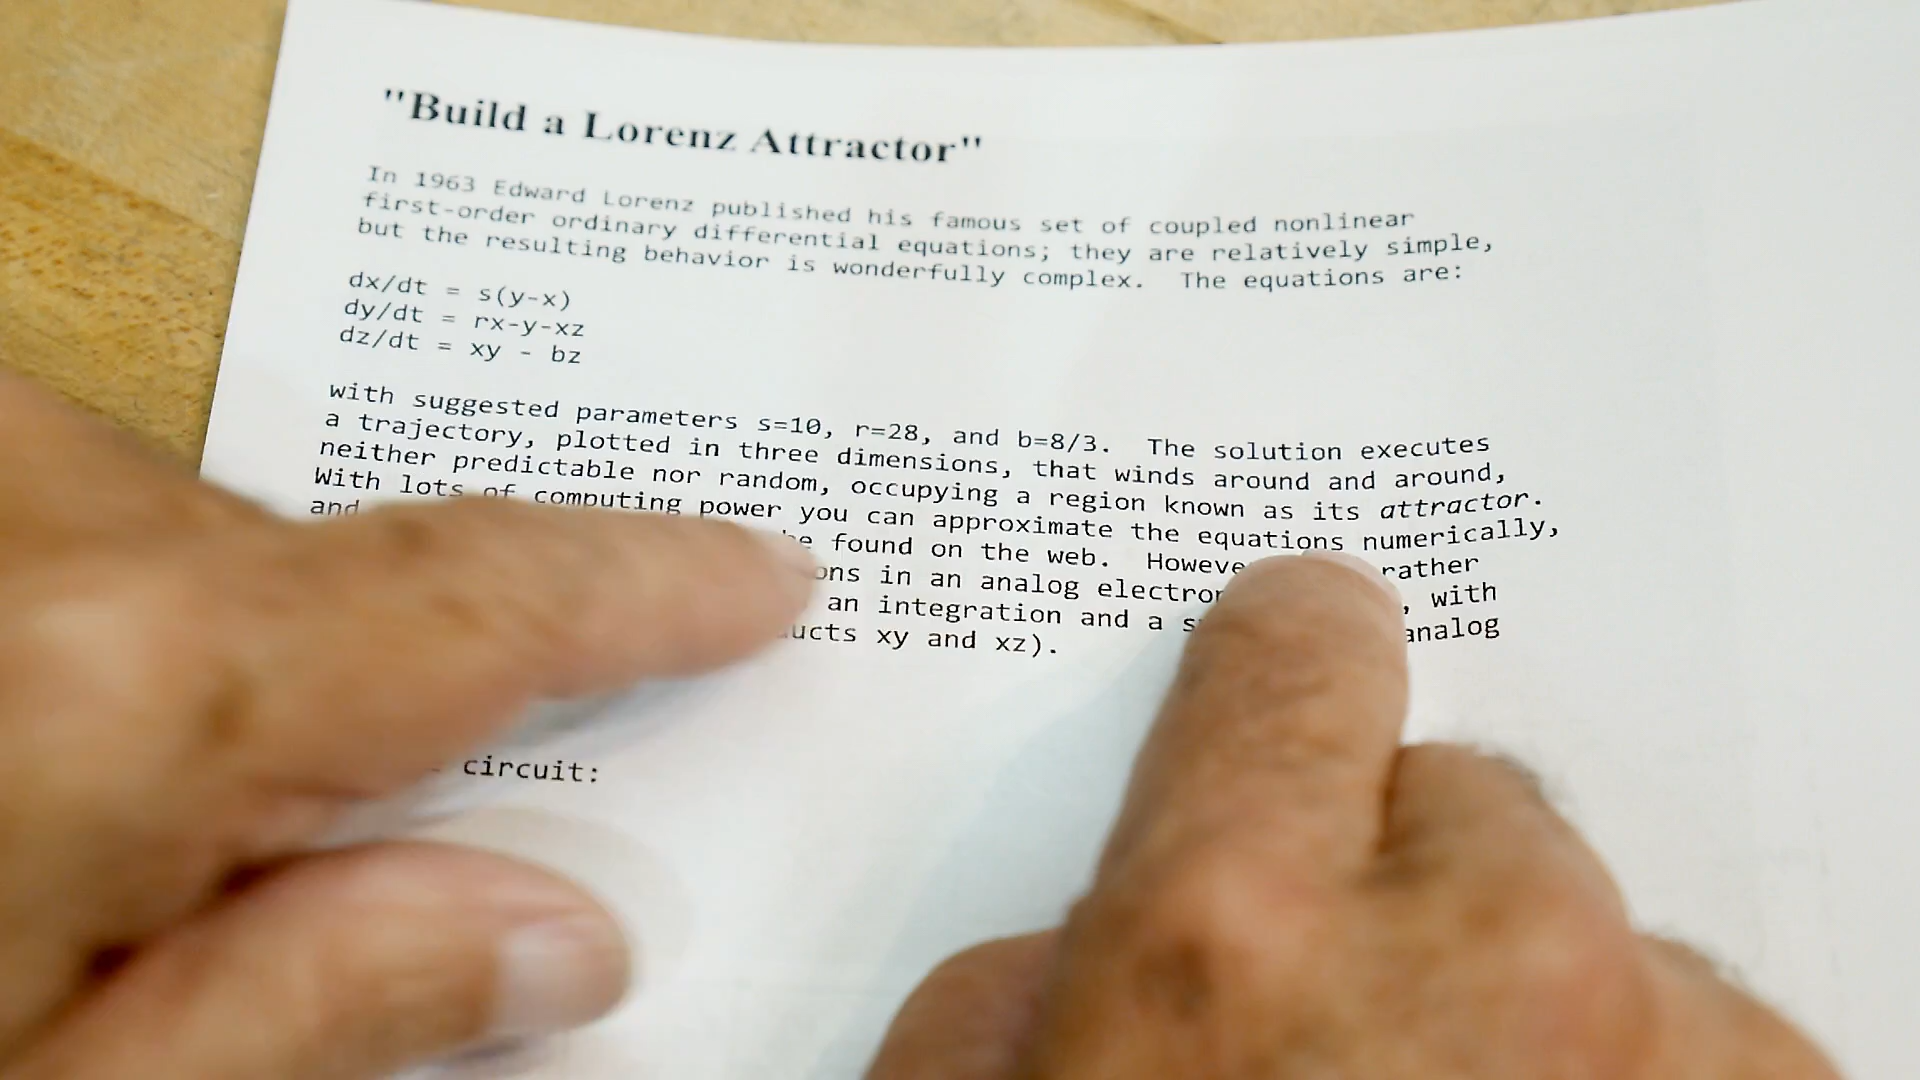 "Build a Lorenz Attractor"
In 1963 Edward Lorenz published his famous set of coupled nonlinear
first-order ordinary differential equations; they are relatively simple,
but the resulting behavior is wonderfully complex. The equations are:
dx/dt = s(y-x)
dy/dt = rx-y-xz
dz/dt = xy - bz
with suggested parameters s=10, r=28, and b=8/3. The solution executes
a trajectory, plotted in three dimensions, that winds around and around,
neither predictable nor random, occupying a region known as its attractor.
With lots of computing power you can approximate the equations numerically,
and found on the web. rather
in an analog with
an integration and a analog
xy and xz).
circuit: